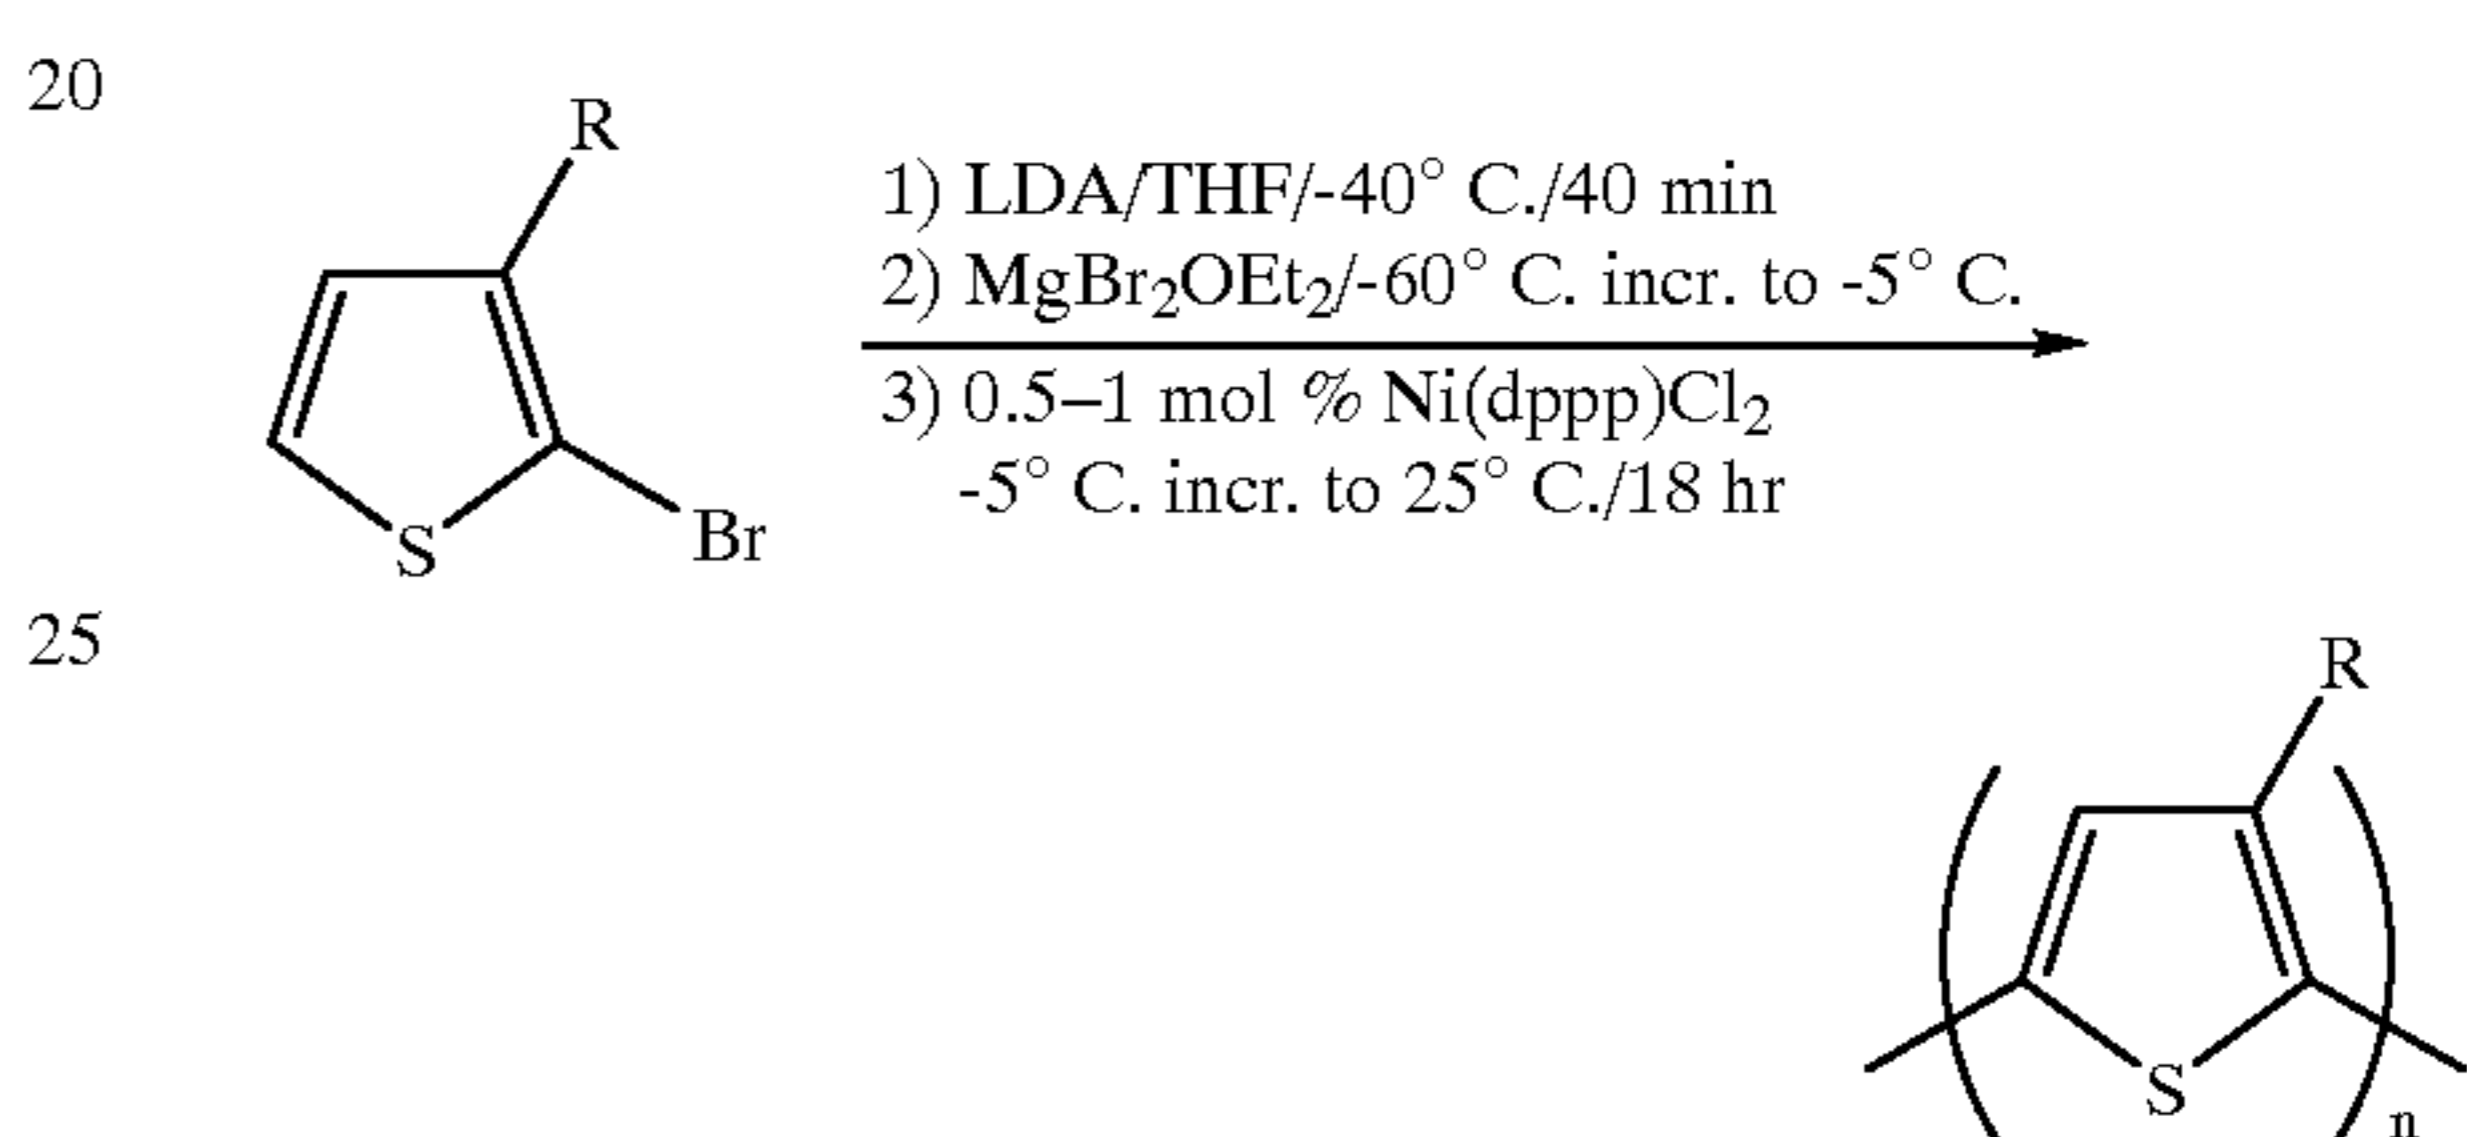 20
R
1) LDA/THF/-40° C./40 min
2) MgBr₂OEt₂/-60° C. incr. to -5° C.
3) 0.5–1 mol % Ni(dppp)Cl₂
-5° C. incr. to 25° C./18 hr
S
Br
25
R
S
n